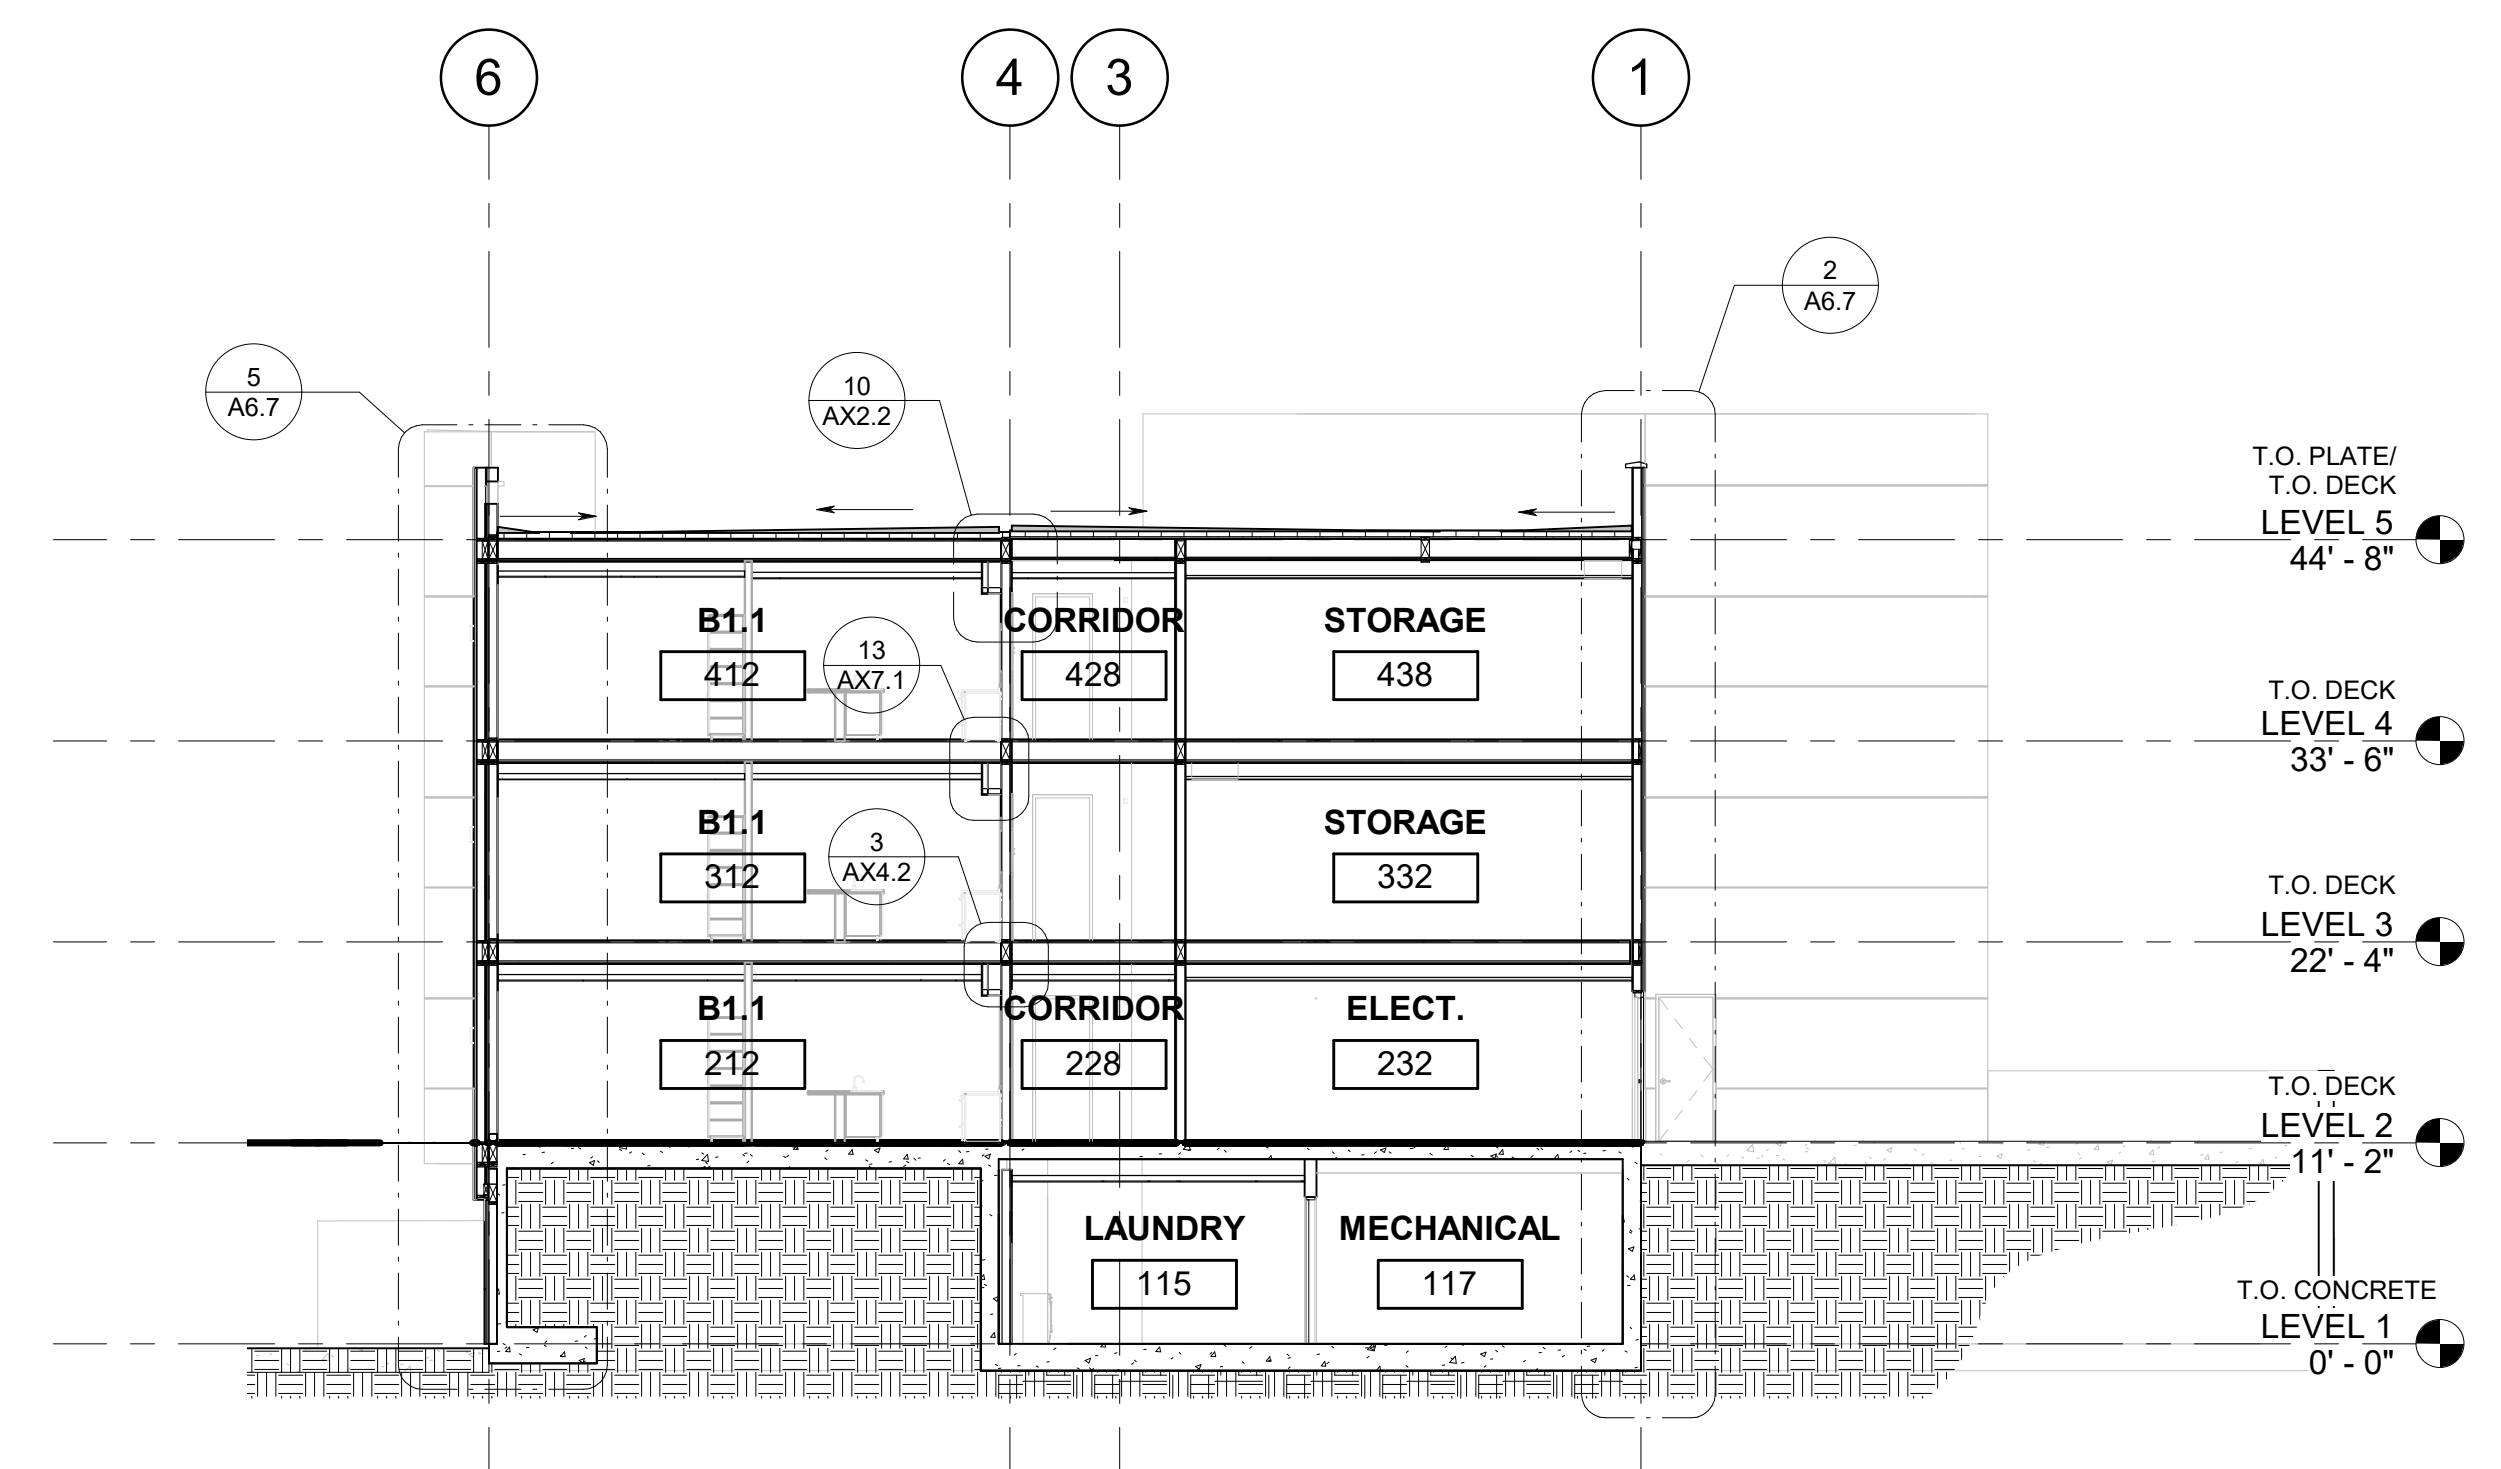 6
4
3
1
2
A6.7
5
A6.7
10
AX2.2
T.O. PLATE/
T.O. DECK
LEVEL 5
44' - 8"
B1.1
412
CORRIDOR
428
STORAGE
438
13
AX7.1
T.O. DECK
LEVEL 4
33' - 6"
B1.1
312
STORAGE
332
3
AX4.2
T.O. DECK
LEVEL 3
22' - 4"
B1.1
212
CORRIDOR
228
ELECT.
232
T.O. DECK
LEVEL 2
11' - 2"
LAUNDRY
115
MECHANICAL
117
T.O. CONCRETE
LEVEL 1
0' - 0"